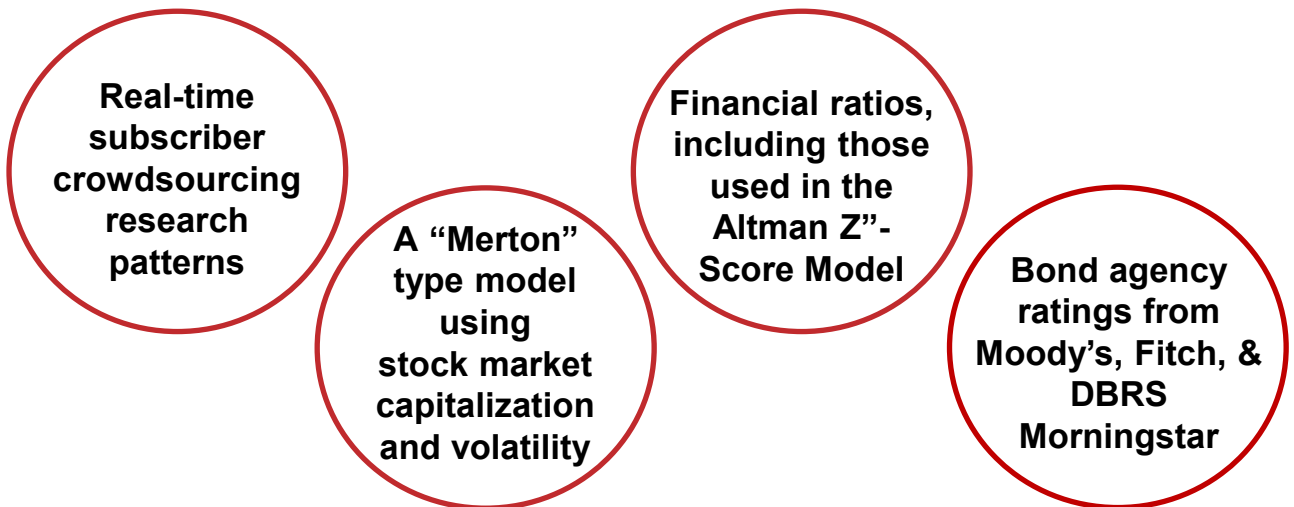 Real-time
subscriber
crowdsourcing
research
patterns
A “Merton”
type model
using
stock market
capitalization
and volatility
Financial ratios,
including those
used in the
Altman Z”-
Score Model
Bond agency
ratings from
Moody’s, Fitch, &
DBRS
Morningstar